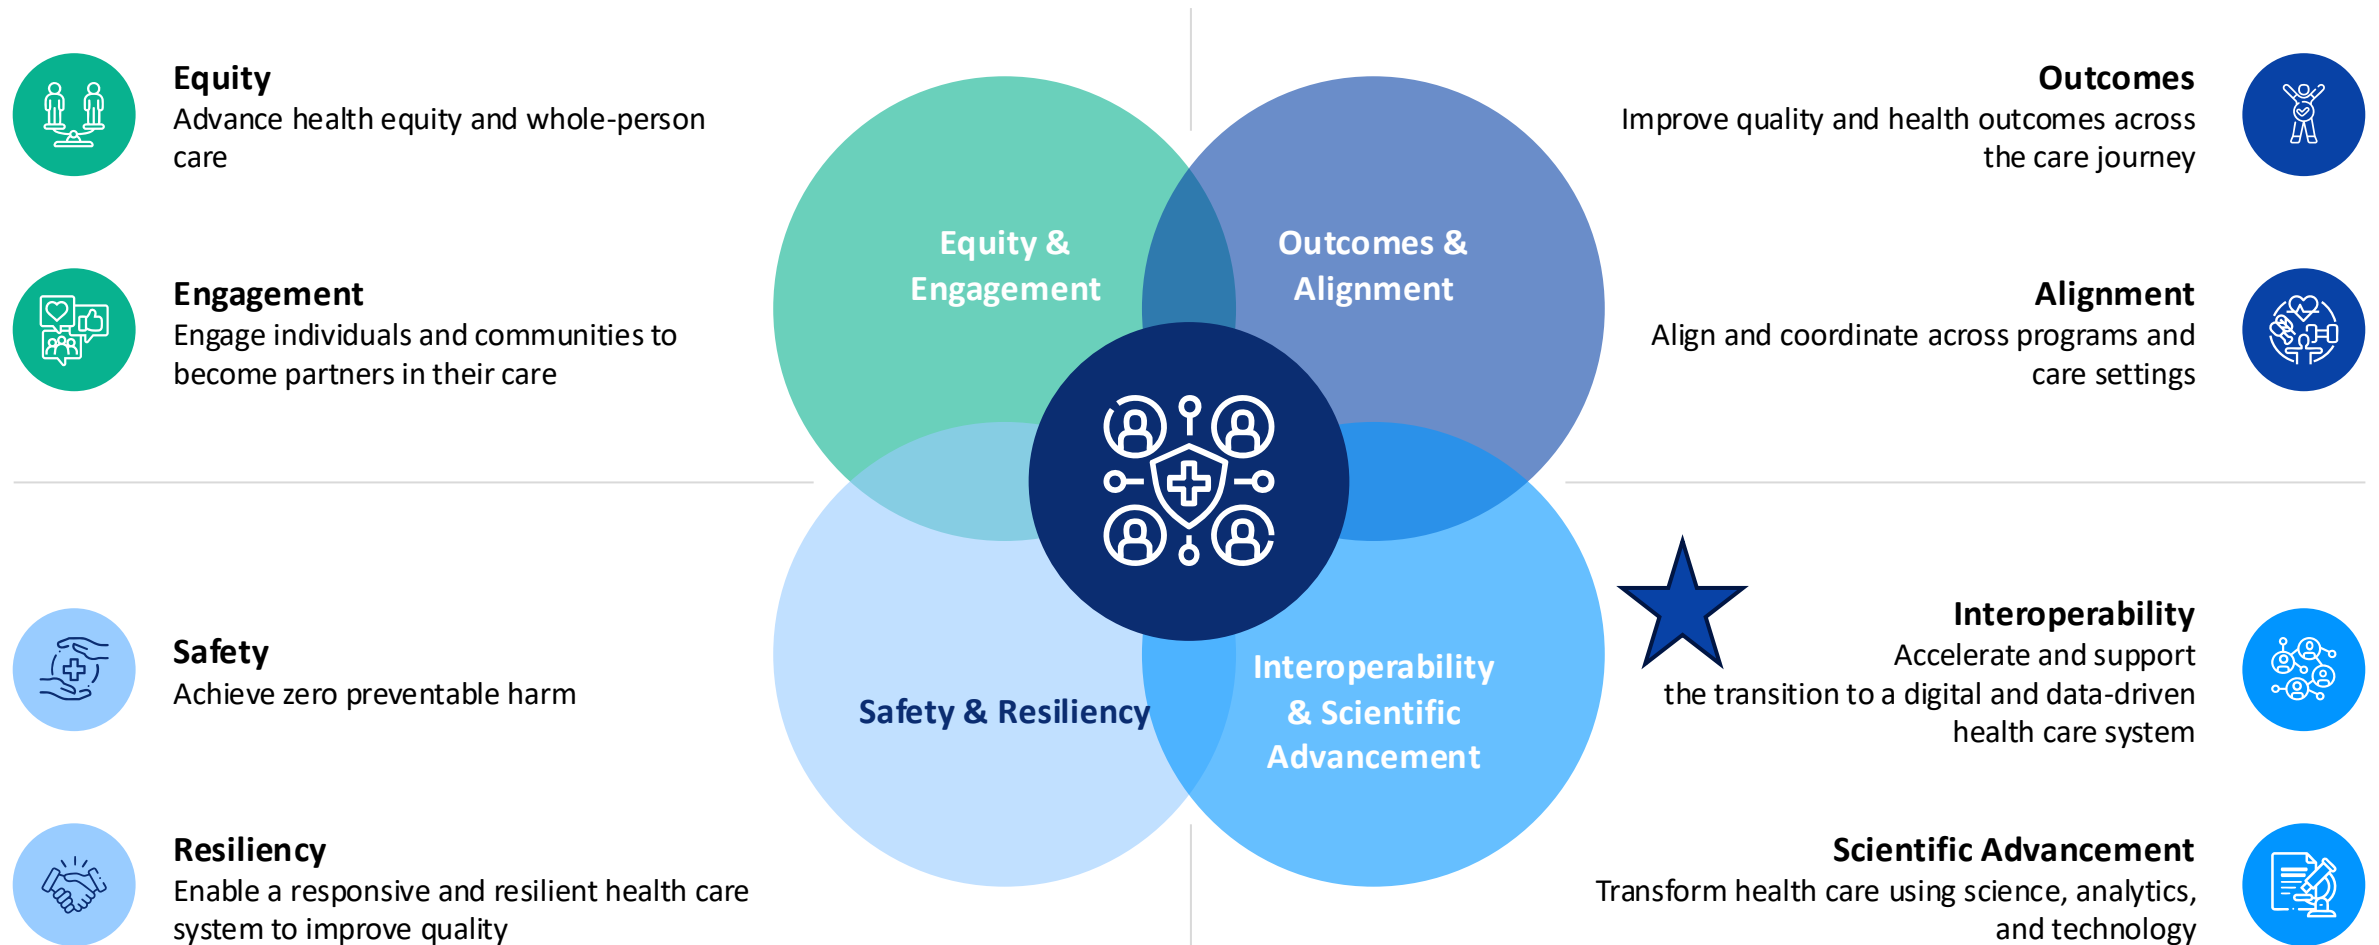 Equity
Advance health equity and whole-person
care
Engagement
Engage individuals and communities to
become partners in their care
Equity &
Engagement
Outcomes &
Alignment
Outcomes
Improve quality and health outcomes across
the care journey
Alignment
Align and coordinate across programs and
care settings
Safety
Achieve zero preventable harm
Resiliency
Enable a responsive and resilient health care
system to improve quality
Safety & Resiliency
Interoperability
& Scientific
Advancement
Interoperability
Accelerate and support
the transition to a digital and data-driven
health care system
Scientific Advancement
Transform health care using science, analytics,
and technology